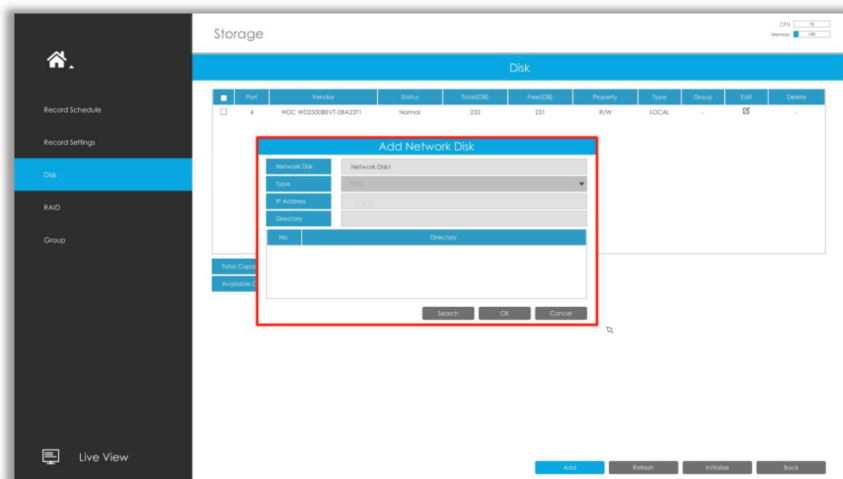 Storage
CPU
Memory
Disk
Port Vendor Status Total(GB) Free(GB) Property Type Group Edit Delete
4 WDC WD2500BEVT-08A23T1 Normal 232 231 R/W LOCAL - -
Record Schedule
Record Settings
Disk
RAID
Group
Add Network Disk
Network Disk Network Disk1
Type
IP Address . . .
Directory
No. Directory
Total Capa
Available C
Search OK Cancel
Live View
Add Refresh Initialize Back